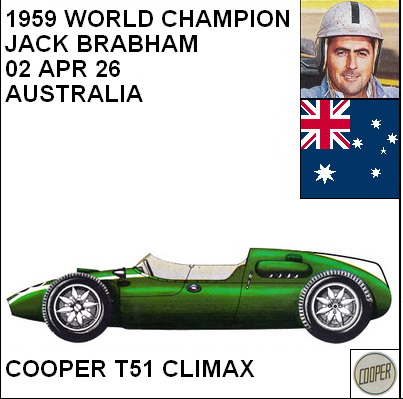 1959 WORLD CHAMPION
JACK BRABHAM
02 APR 26
AUSTRALIA
COOPER T51 CLIMAX
COOPER